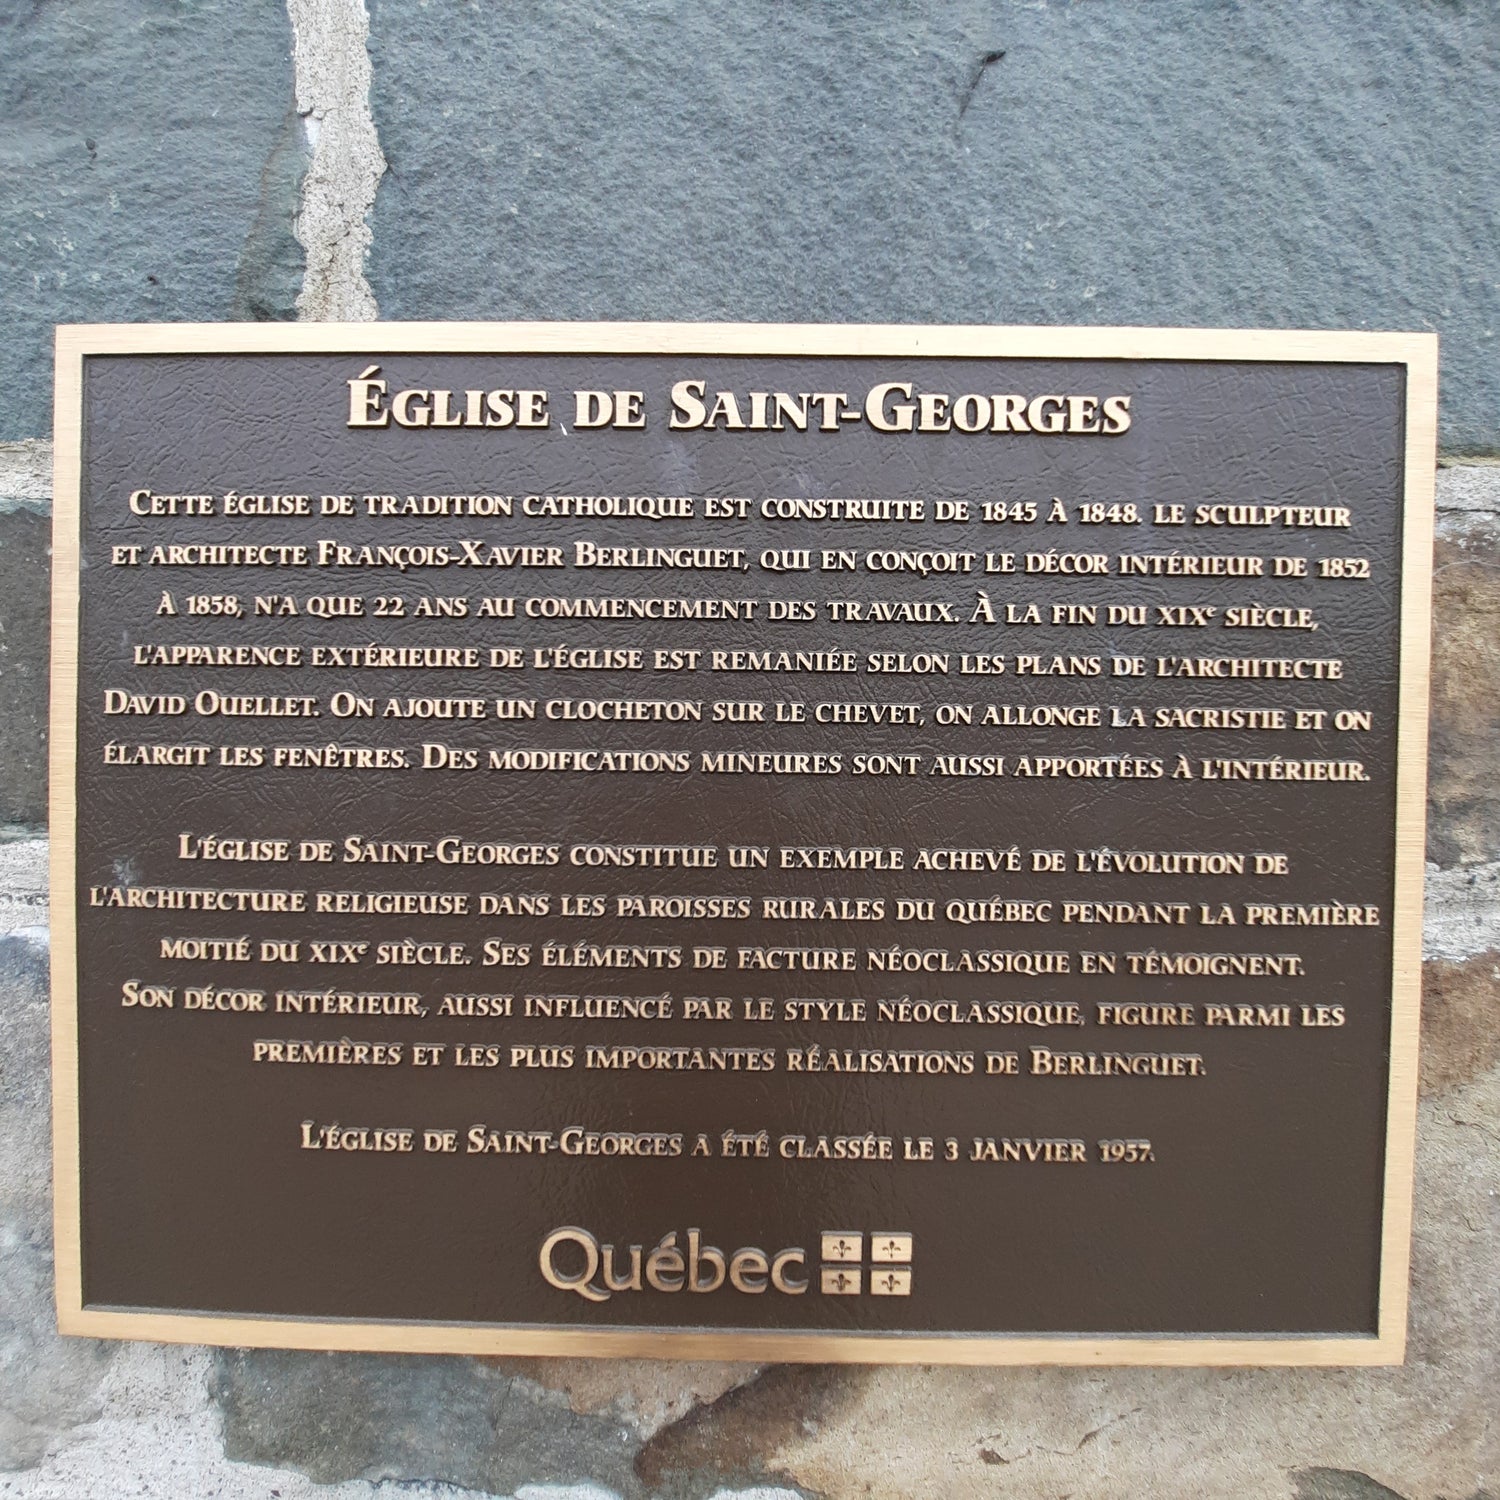 Église de Saint-Georges
Cette église de tradition catholique est construite de 1845 à 1848. le sculpteur
et architecte François-Xavier Berlinguet, qui en conçoit le décor intérieur de 1852
à 1858, n'a que 22 ans au commencement des travaux. À la fin du xixe siècle,
l'apparence extérieure de l'église est remaniée selon les plans de l'architecte
David Ouellet. On ajoute un clocheton sur le chevet, on allonge la sacristie et on
élargit les fenêtres. Des modifications mineures sont aussi apportées à l'intérieur.
L'église de Saint-Georges constitue un exemple achevé de l'évolution de
l'architecture religieuse dans les paroisses rurales du Québec pendant la première
moitié du xixe siècle. Ses éléments de facture néoclassique en témoignent.
Son décor intérieur, aussi influencé par le style néoclassique, figure parmi les
premières et les plus importantes réalisations de Berlinguet.
L'église de Saint-Georges a été classée le 3 janvier 1957.
Québec